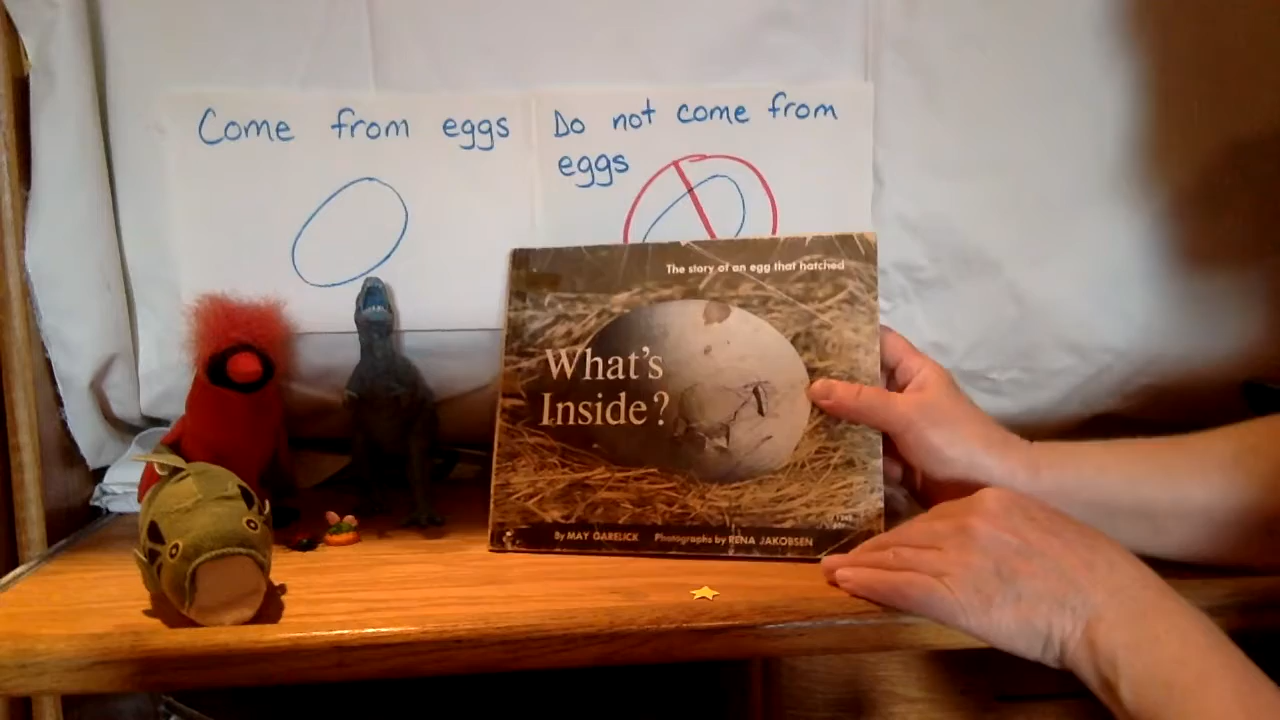 Come from eggs
Do not come from
eggs
The story of an egg that hatched
What's
Inside?
By MAY GARELICK Photographs by RENA JAKOBSEN